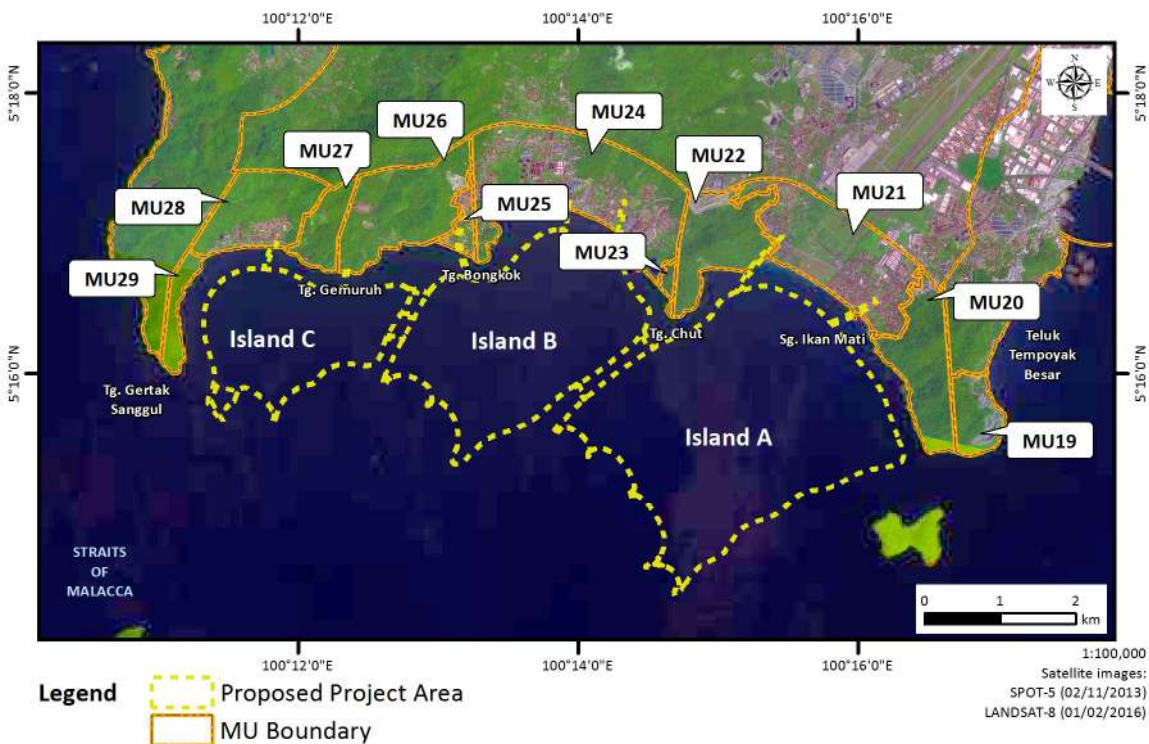 100°12'0"E
100°14'0"E
100°16'0"E
5°18'0"N
5°18'0"N
N
W
E
S
MU24
MU26
MU22
MU27
MU21
MU28
MU25
MU23
MU29
MU20
Tg. Bongkok
Tg. Gemuruh
Island C
Island B
Tg. Chut
Sg. Ikan Mati
Teluk
Tempoyak
Besar
5°16'0"N
5°16'0"N
Tg. Gertak
Sanggul
Island A
MU19
STRAITS
OF
MALACCA
0 1 2
km
100°12'0"E
100°14'0"E
100°16'0"E
1:100,000
Satellite images:
SPOT-5 (02/11/2013)
LANDSAT-8 (01/02/2016)
Legend
Proposed Project Area
MU Boundary